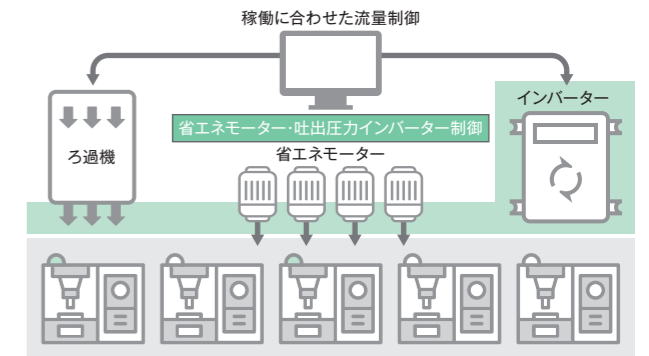 稼働に合わせた流量制御
インバーター
省エネモーター･吐出圧力インバーター制御
ろ過機
省エネモーター